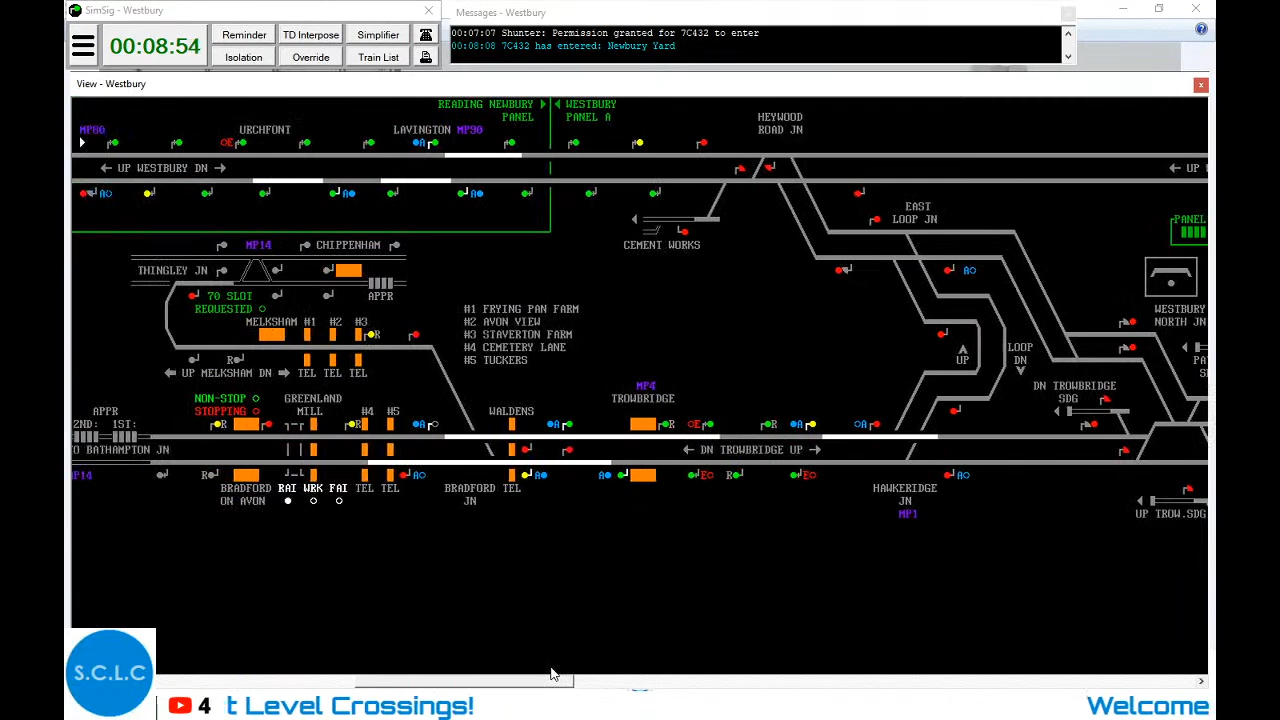 SimSig - Westbury
00:08:54
Reminder
TD Interpose
Simplifier
Isolation
Override
Train List
Messages - Westbury
00:07:07 Shunter: Permission granted for 7C432 to enter
00:08:08 7C432 has entered: Newbury Yard
View - Westbury
READING NEWBURY
PANEL
WESTBURY
PANEL A
MP80
URCHFONT
LAVINGTON
MP90
HEYWOOD
ROAD JN
E
A
UP WESTBURY DN
UP W
A
A
A
EAST
LOOP JN
CEMENT WORKS
PANEL
MP14
CHIPPENHAM
THINGLEY JN
APPR
A
70 SLOT
REQUESTED
MELKSHAM
#1
#2
#3
R
#1 FRYING PAN FARM
#2 AVON VIEW
#3 STAVERTON FARM
#4 CEMETERY LANE
#5 TUCKERS
WESTBURY
NORTH JN
R
UP MELKSHAM DN
TEL
TEL
TEL
UP
LOOP
DN
NON-STOP
STOPPING
GREENLAND
MILL
MP4
TROWBRIDGE
DN TROWBRIDGE
SDG
APPR
2ND:
1ST:
R
R
#4
#5
A
WALDENS
A
R
E
R
A
A
TO BATHAMPTON JN
DN TROWBRIDGE UP
MP14
R
A
A
A
E
R
E
A
BRADFORD
ON AVON
RAI
WRK
FAI
TEL
TEL
BRADFORD
JN
TEL
HAWKERIDGE
JN
MP1
UP TROW.SDG
S.C.L.C
4
t Level Crossings!
Welcome